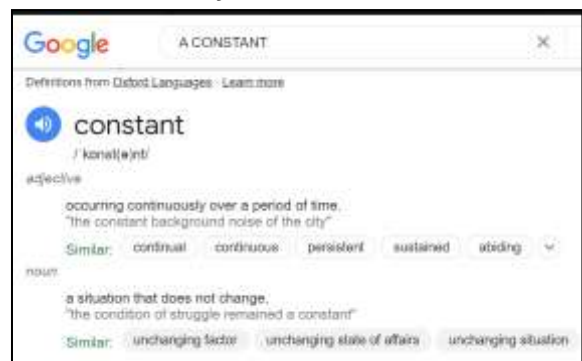 Google A CONSTANT ×
Definitions from Oxford Languages · Learn more
constant
/ˈkɒnst(ə)nt/
adjective
occurring continuously over a period of time.
"the constant background noise of the city"
Similar: continual continuous persistent sustained abiding
noun
a situation that does not change.
"the condition of struggle remained a constant"
Similar: unchanging factor unchanging state of affairs unchanging situation